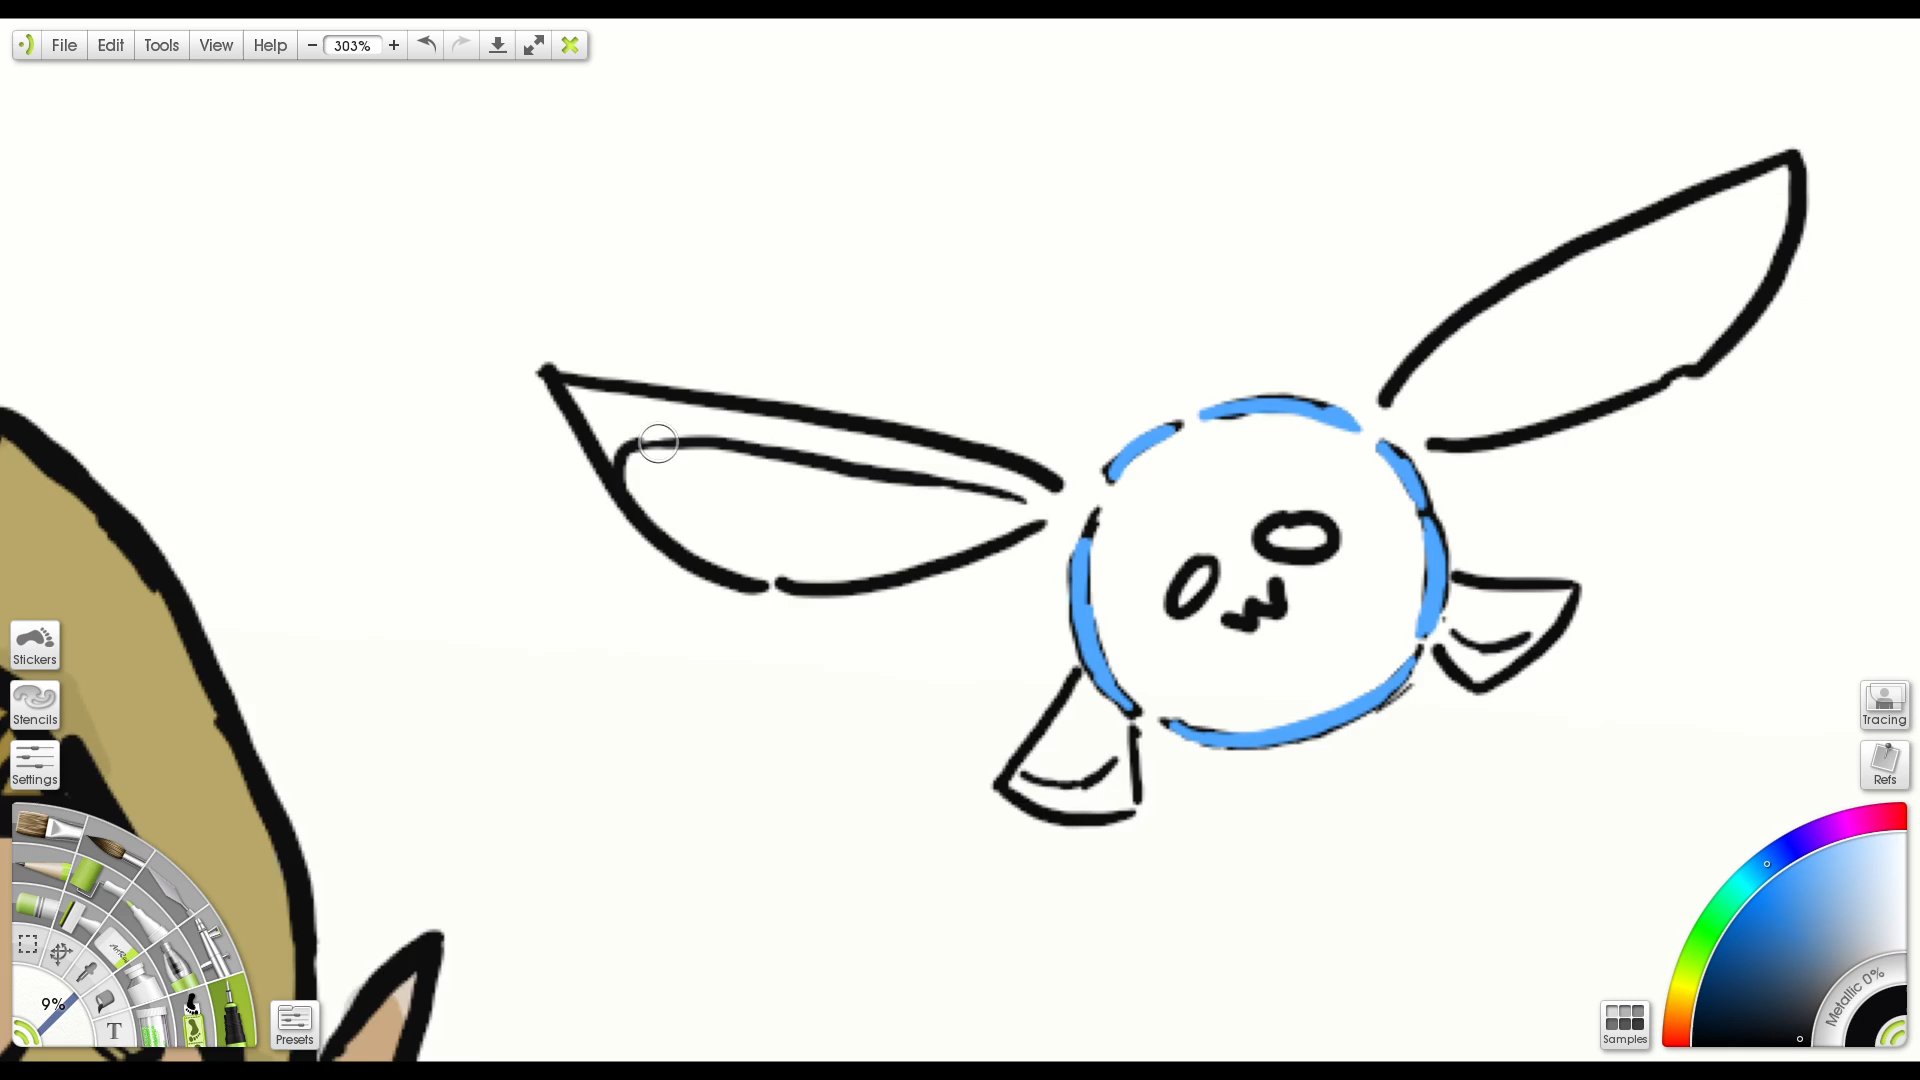 File Edit Tools View Help − 303% +
Stickers
Stencils
Settings
Tracing
Refs
9%
T
Presets
Metallic 0%
Samples